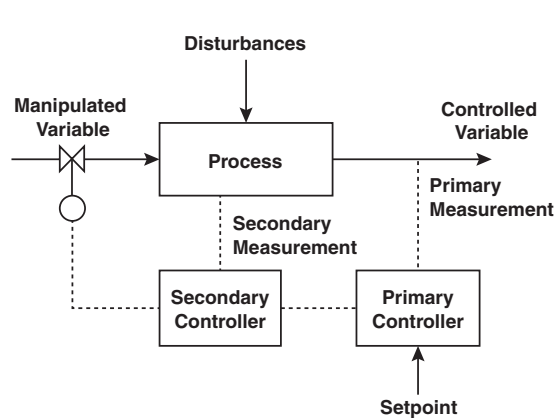 Disturbances
Manipulated
Variable
Controlled
Variable
Process
Primary
Measurement
Secondary
Measurement
Secondary
Controller
Primary
Controller
Setpoint